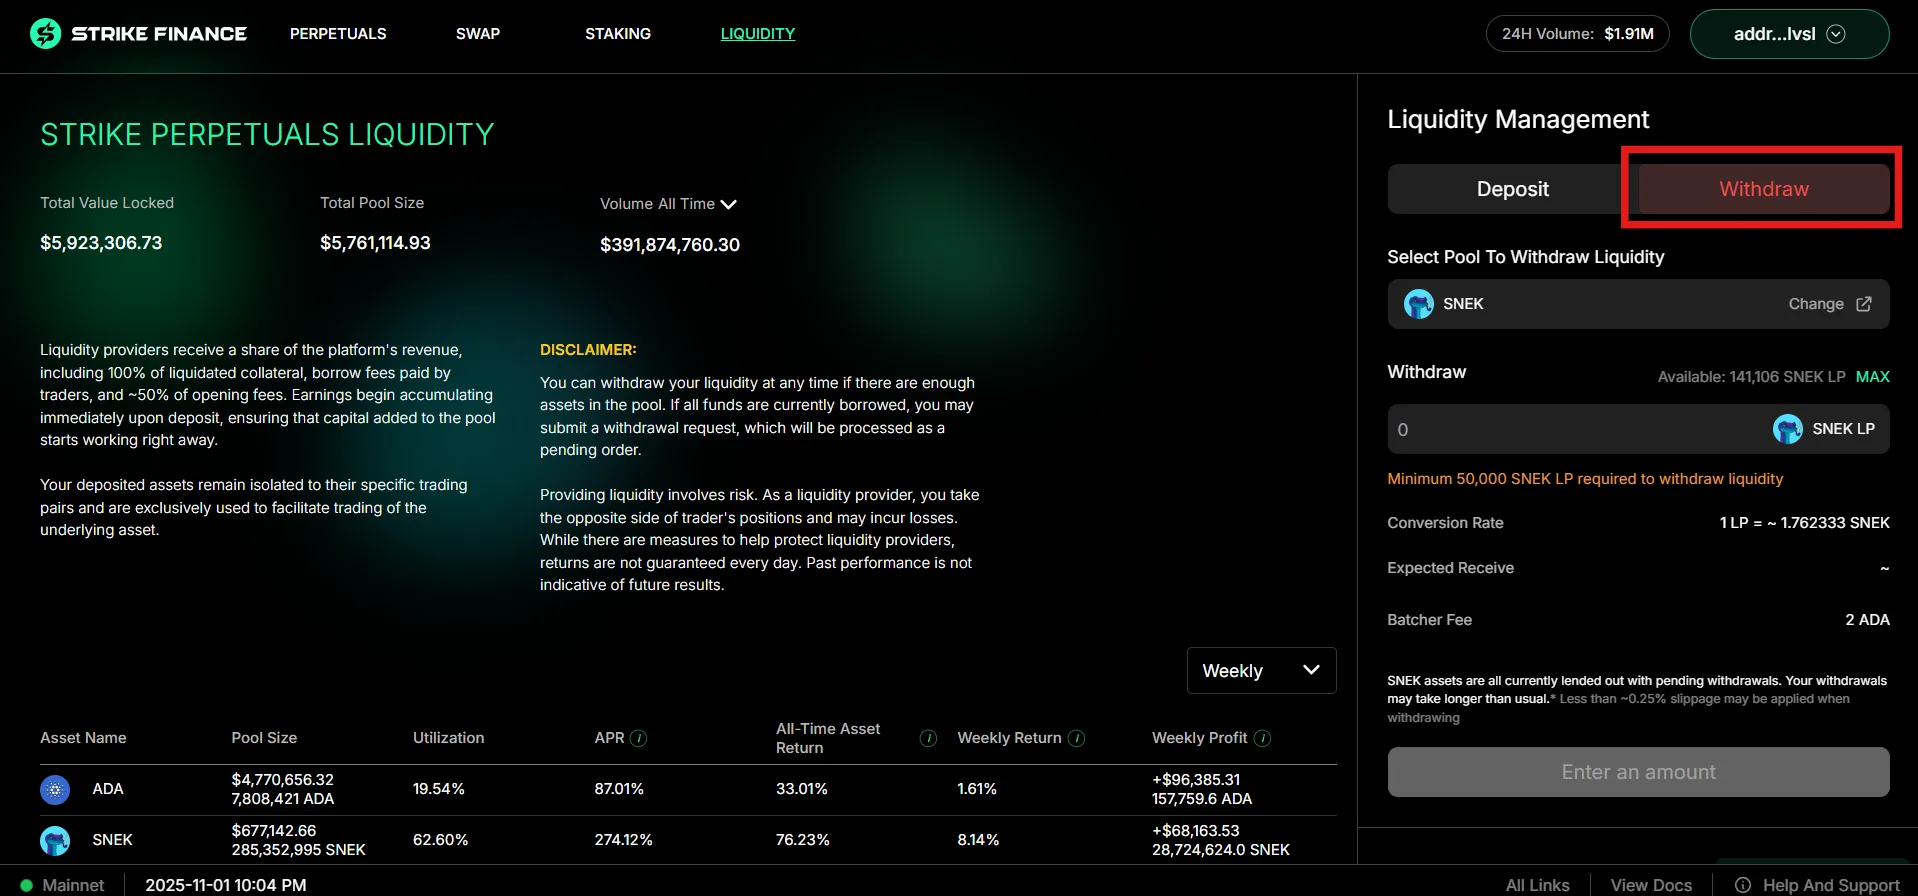 STRIKE FINANCE
PERPETUALS
SWAP
STAKING
LIQUIDITY
24H Volume: $1.91M
addr...lvsl
STRIKE PERPETUALS LIQUIDITY
Total Value Locked
$5,923,306.73
Total Pool Size
$5,761,114.93
Volume All Time
$391,874,760.30
Liquidity providers receive a share of the platform's revenue,
including 100% of liquidated collateral, borrow fees paid by
traders, and ~50% of opening fees. Earnings begin accumulating
immediately upon deposit, ensuring that capital added to the pool
starts working right away.
Your deposited assets remain isolated to their specific trading
pairs and are exclusively used to facilitate trading of the
underlying asset.
DISCLAIMER:
You can withdraw your liquidity at any time if there are enough
assets in the pool. If all funds are currently borrowed, you may
submit a withdrawal request, which will be processed as a
pending order.
Providing liquidity involves risk. As a liquidity provider, you take
the opposite side of trader's positions and may incur losses.
While there are measures to help protect liquidity providers,
returns are not guaranteed every day. Past performance is not
indicative of future results.
Weekly
Asset Name
Pool Size
Utilization
APR
All-Time Asset
Return
Weekly Return
Weekly Profit
ADA
$4,770,656.32
7,808,421 ADA
19.54%
87.01%
33.01%
1.61%
+$96,385.31
157,759.6 ADA
SNEK
$677,142.66
285,352,995 SNEK
62.60%
274.12%
76.23%
8.14%
+$68,163.53
28,724,624.0 SNEK
Liquidity Management
Deposit
Withdraw
Select Pool To Withdraw Liquidity
SNEK
Change
Withdraw
Available: 141,106 SNEK LP MAX
0
SNEK LP
Minimum 50,000 SNEK LP required to withdraw liquidity
Conversion Rate
1 LP = ~ 1.762333 SNEK
Expected Receive
~
Batcher Fee
2 ADA
SNEK assets are all currently lended out with pending withdrawals. Your withdrawals
may take longer than usual.* Less than ~0.25% slippage may be applied when
withdrawing
Enter an amount
Mainnet
2025-11-01 10:04 PM
All Links
View Docs
Help And Support